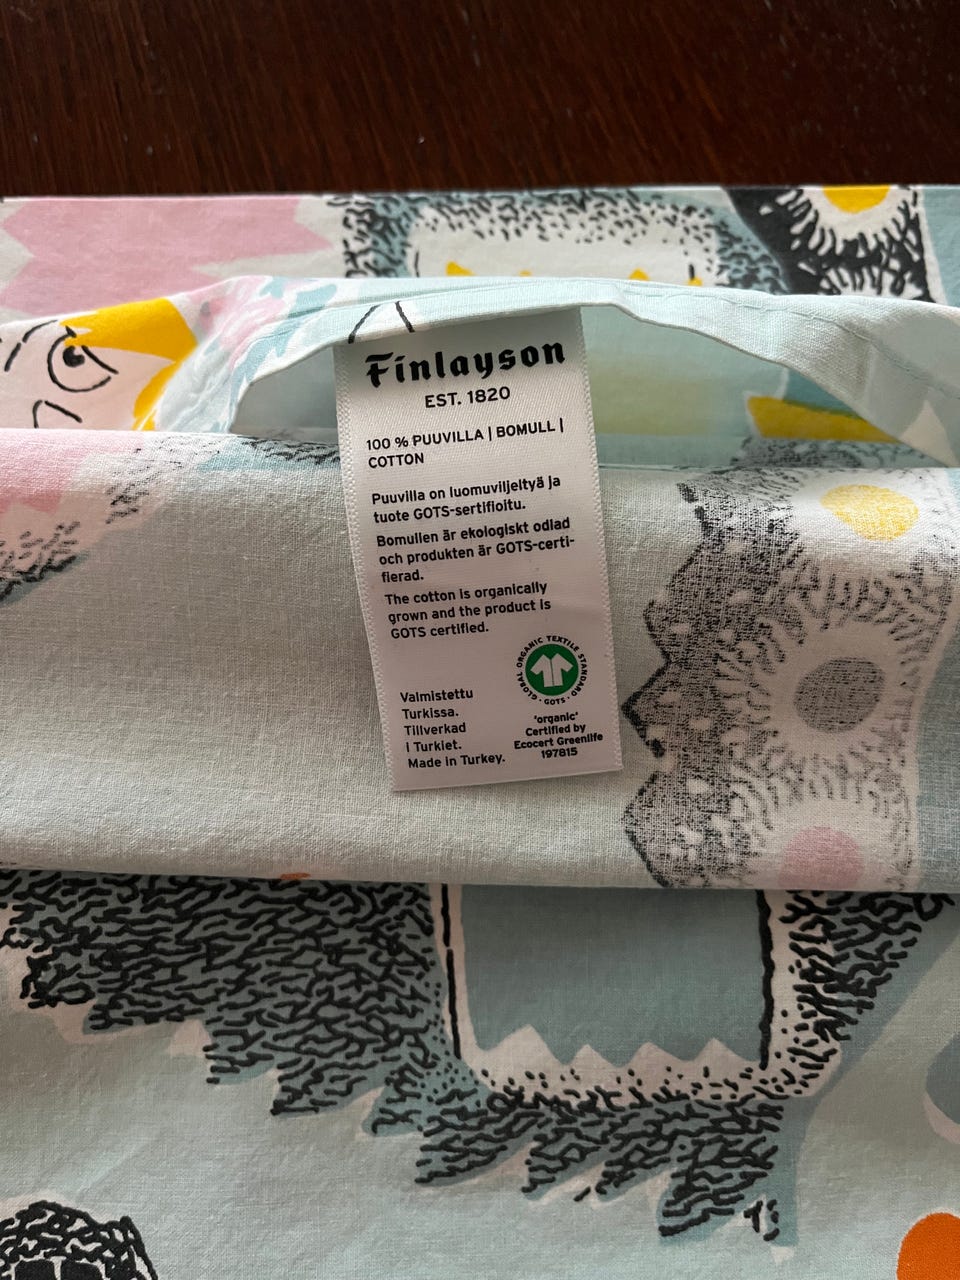 Finlayson
EST. 1820
100 % PUUVILLA | BOMULL |
COTTON
Puuvilla on luomuviljeltyä ja
tuote GOTS-sertifioitu.
Bomullen är ekologiskt odlad
och produkten är GOTS-certi-
fierad.
The cotton is organically
grown and the product is
GOTS certified.
GLOBAL ORGANIC TEXTILE STANDARD
· GOTS ·
Valmistettu
Turkissa.
Tillverkad
i Turkiet.
Made in Turkey.
'organic'
Certified by
Ecocert Greenlife
197815